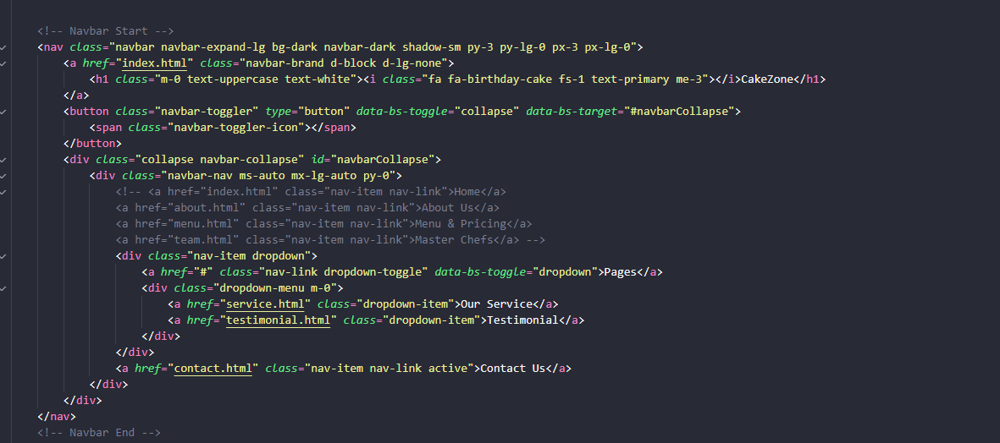 <!-- Navbar Start -->
<nav class="navbar navbar-expand-lg bg-dark navbar-dark shadow-sm py-3 py-lg-0 px-3 px-lg-0">
<a href="index.html" class="navbar-brand d-block d-lg-none">
<h1 class="m-0 text-uppercase text-white"><i class="fa fa-birthday-cake fs-1 text-primary me-3"></i>CakeZone</h1>
</a>
<button class="navbar-toggler" type="button" data-bs-toggle="collapse" data-bs-target="#navbarCollapse">
<span class="navbar-toggler-icon"></span>
</button>
<div class="collapse navbar-collapse" id="navbarCollapse">
<div class="navbar-nav ms-auto mx-lg-auto py-0">
<!-- <a href="index.html" class="nav-item nav-link">Home</a>
<a href="about.html" class="nav-item nav-link">About Us</a>
<a href="menu.html" class="nav-item nav-link">Menu & Pricing</a>
<a href="team.html" class="nav-item nav-link">Master Chefs</a> -->
<div class="nav-item dropdown">
<a href="#" class="nav-link dropdown-toggle" data-bs-toggle="dropdown">Pages</a>
<div class="dropdown-menu m-0">
<a href="service.html" class="dropdown-item">Our Service</a>
<a href="testimonial.html" class="dropdown-item">Testimonial</a>
</div>
</div>
<a href="contact.html" class="nav-item nav-link active">Contact Us</a>
</div>
</div>
</nav>
<!-- Navbar End -->